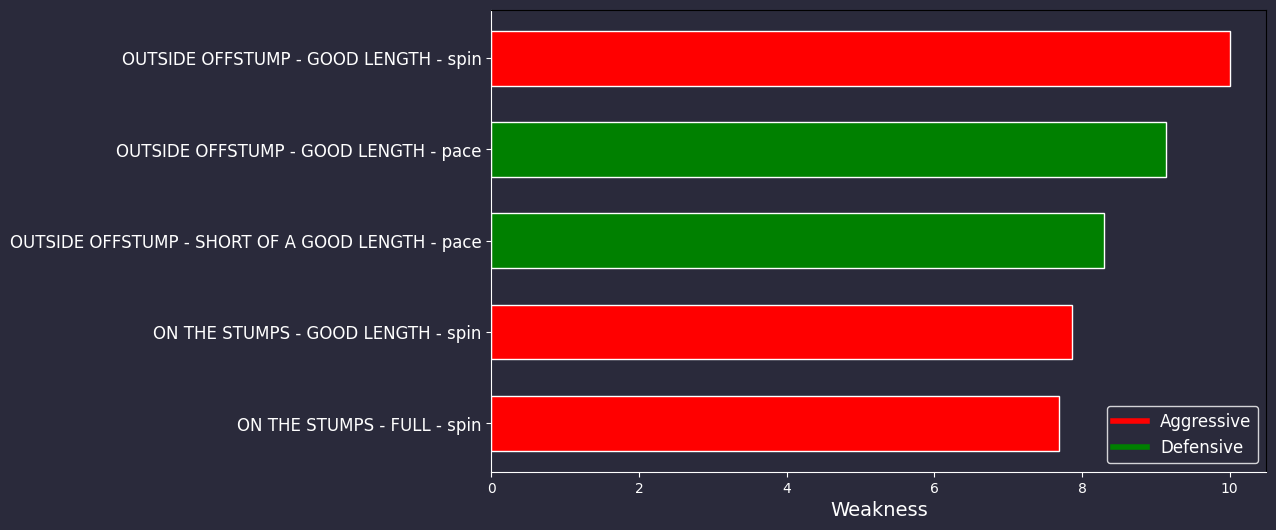 OUTSIDE OFFSTUMP - GOOD LENGTH - spin
OUTSIDE OFFSTUMP - GOOD LENGTH - pace
OUTSIDE OFFSTUMP - SHORT OF A GOOD LENGTH - pace
ON THE STUMPS - GOOD LENGTH - spin
ON THE STUMPS - FULL - spin
Aggressive
Defensive
0 2 4 6 8 10
Weakness